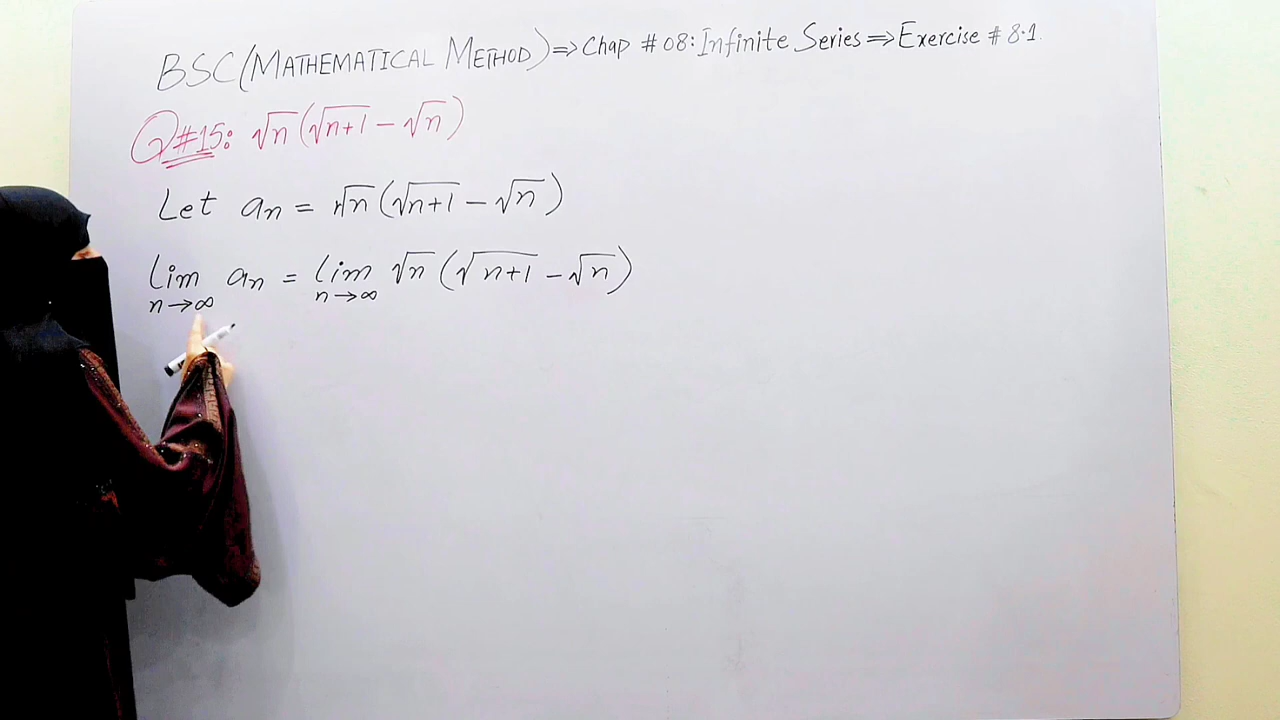 BSC(MATHEMATICAL METHOD)⇒Chap # 08: Infinite Series⇒Exercise # 8.1.
Q#15: √n(√n+1 - √n)
Let an = √n(√n+1 - √n)
lim an = lim √n(√n+1 - √n)
n→∞ n→∞